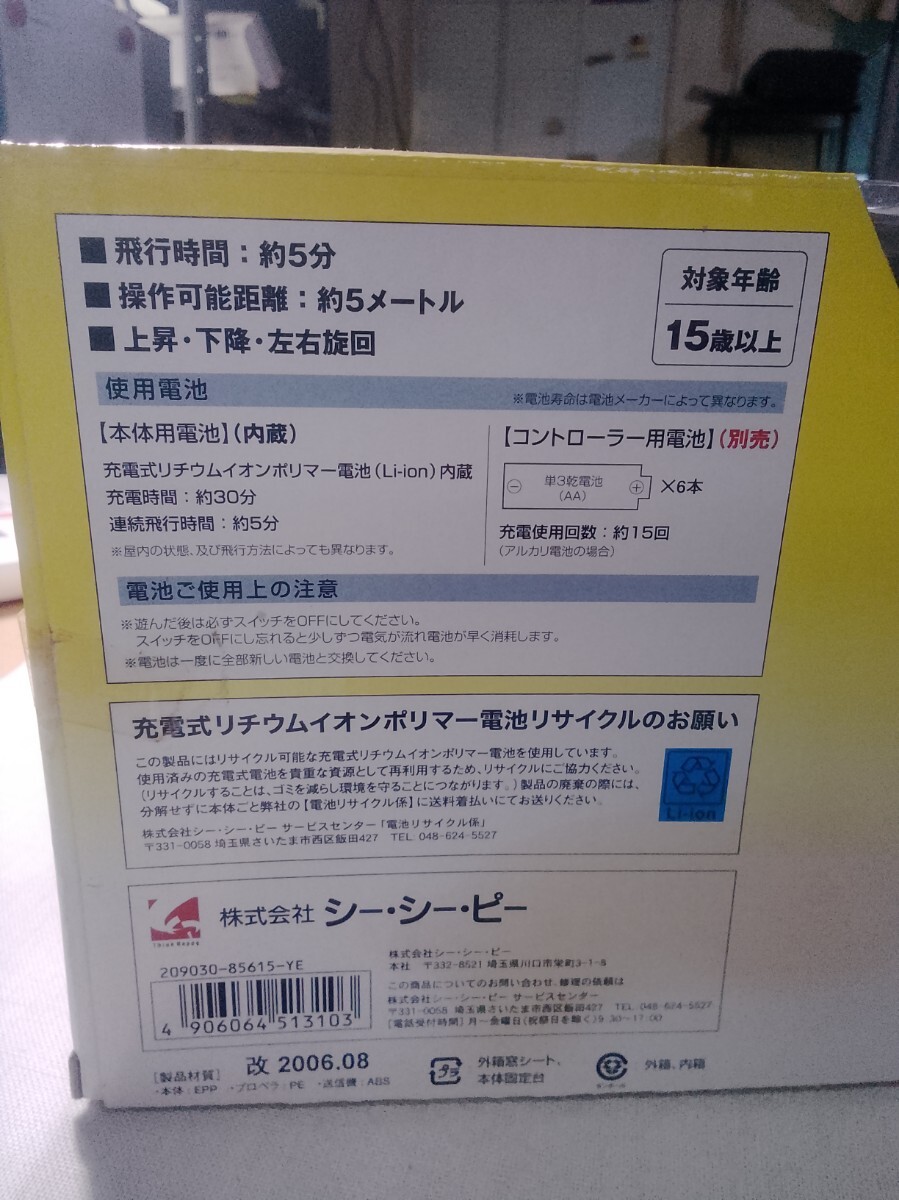 ■飛行時間：約5分
■操作可能距離：約5メートル
■上昇・下降・左右旋回
対象年齢
15歳以上
使用電池
※電池寿命は電池メーカーによって異なります。
【本体用電池】(内蔵)
充電式リチウムイオンポリマー電池(Li-ion)内蔵
充電時間：約30分
連続飛行時間：約5分
※屋内の状態、及び飛行方法によっても異なります。
【コントローラー用電池】(別売)
単3乾電池 ×6本
(AA)
充電使用回数：約15回
(アルカリ電池の場合)
電池ご使用上の注意
※遊んだ後は必ずスイッチをOFFにしてください。
スイッチをOFFにし忘れると少しずつ電気が流れ電池が早く消耗します。
※電池は一度に全部新しい電池と交換してください。
充電式リチウムイオンポリマー電池リサイクルのお願い
この製品にはリサイクル可能な充電式リチウムイオンポリマー電池を使用しています。
使用済みの充電式電池を貴重な資源として再利用するため、リサイクルにご協力ください。
(リサイクルすることは、ゴミを減らし環境を守ることにつながります。)製品の廃棄の際には、
分解せずに本体ごと弊社の【電池リサイクル係】に送料着払いにてお送りください。
株式会社シー・シー・ピー サービスセンター「電池リサイクル係」
〒331-0058 埼玉県さいたま市西区飯田427 TEL 048-624-5527
Li-ion
株式会社 シー・シー・ピー
209030-85615-YE
4 906064 513103
株式会社シー・シー・ピー
本社 〒332-8521 埼玉県川口市栄町3-1-8
この商品についてのお問い合わせ、修理の依頼は
株式会社シー・シー・ピー サービスセンター
〒331-0058 埼玉県さいたま市西区飯田427 TEL 048-624-5527
[電話受付時間] 月〜金曜日(祝祭日を除く)9:30〜17:00
[製品材質] 改 2006.08
・本体：EPP ・プロペラ：PE ・送信機：ABS
プラ
外箱窓シート、
本体固定台
外箱、内箱